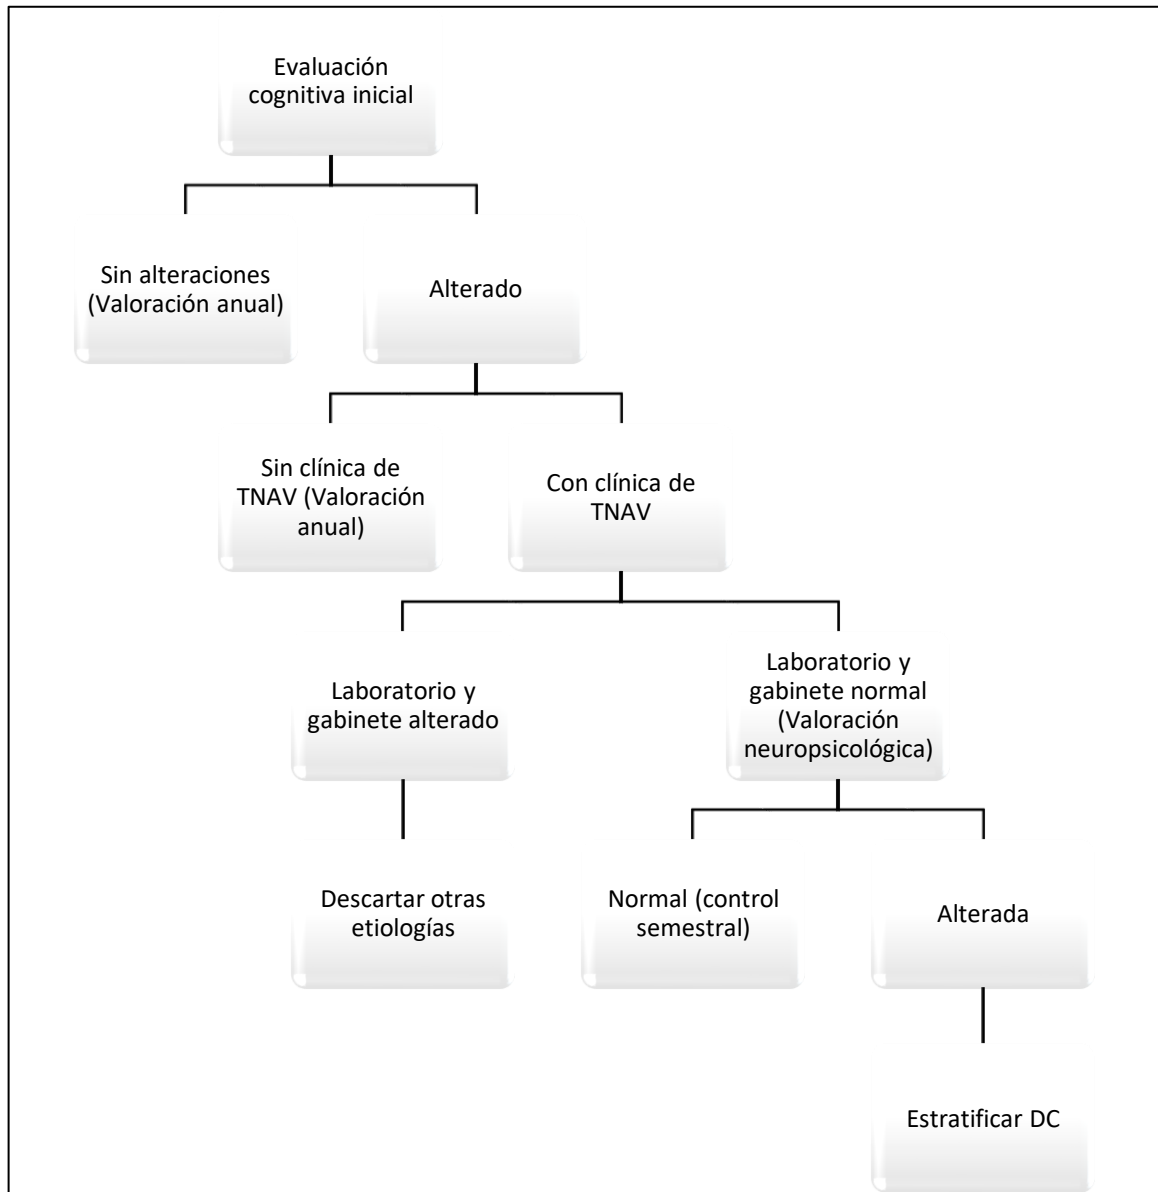 Evaluación
cognitiva inicial
Sin alteraciones
(Valoración anual)
Alterado
Sin clínica de
TNAV (Valoración
anual)
Con clínica de
TNAV
Laboratorio y
gabinete alterado
Laboratorio y
gabinete normal
(Valoración
neuropsicológica)
Descartar otras
etiologías
Normal (control
semestral)
Alterada
Estratificar DC